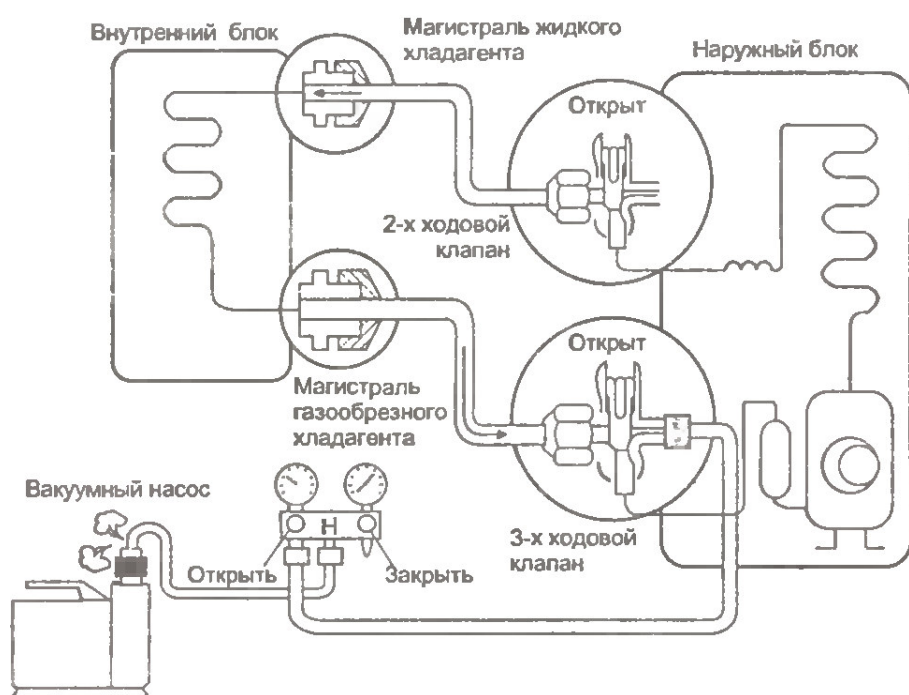 Внутренний блок
Магистраль жидкого
хладагента
Наружный блок
Открыт
2-х ходовой
клапан
Открыт
Магистраль
газообрезного
хладагента
Вакуумный насос
Н
Открыть
Закрыть
3-х ходовой
клапан